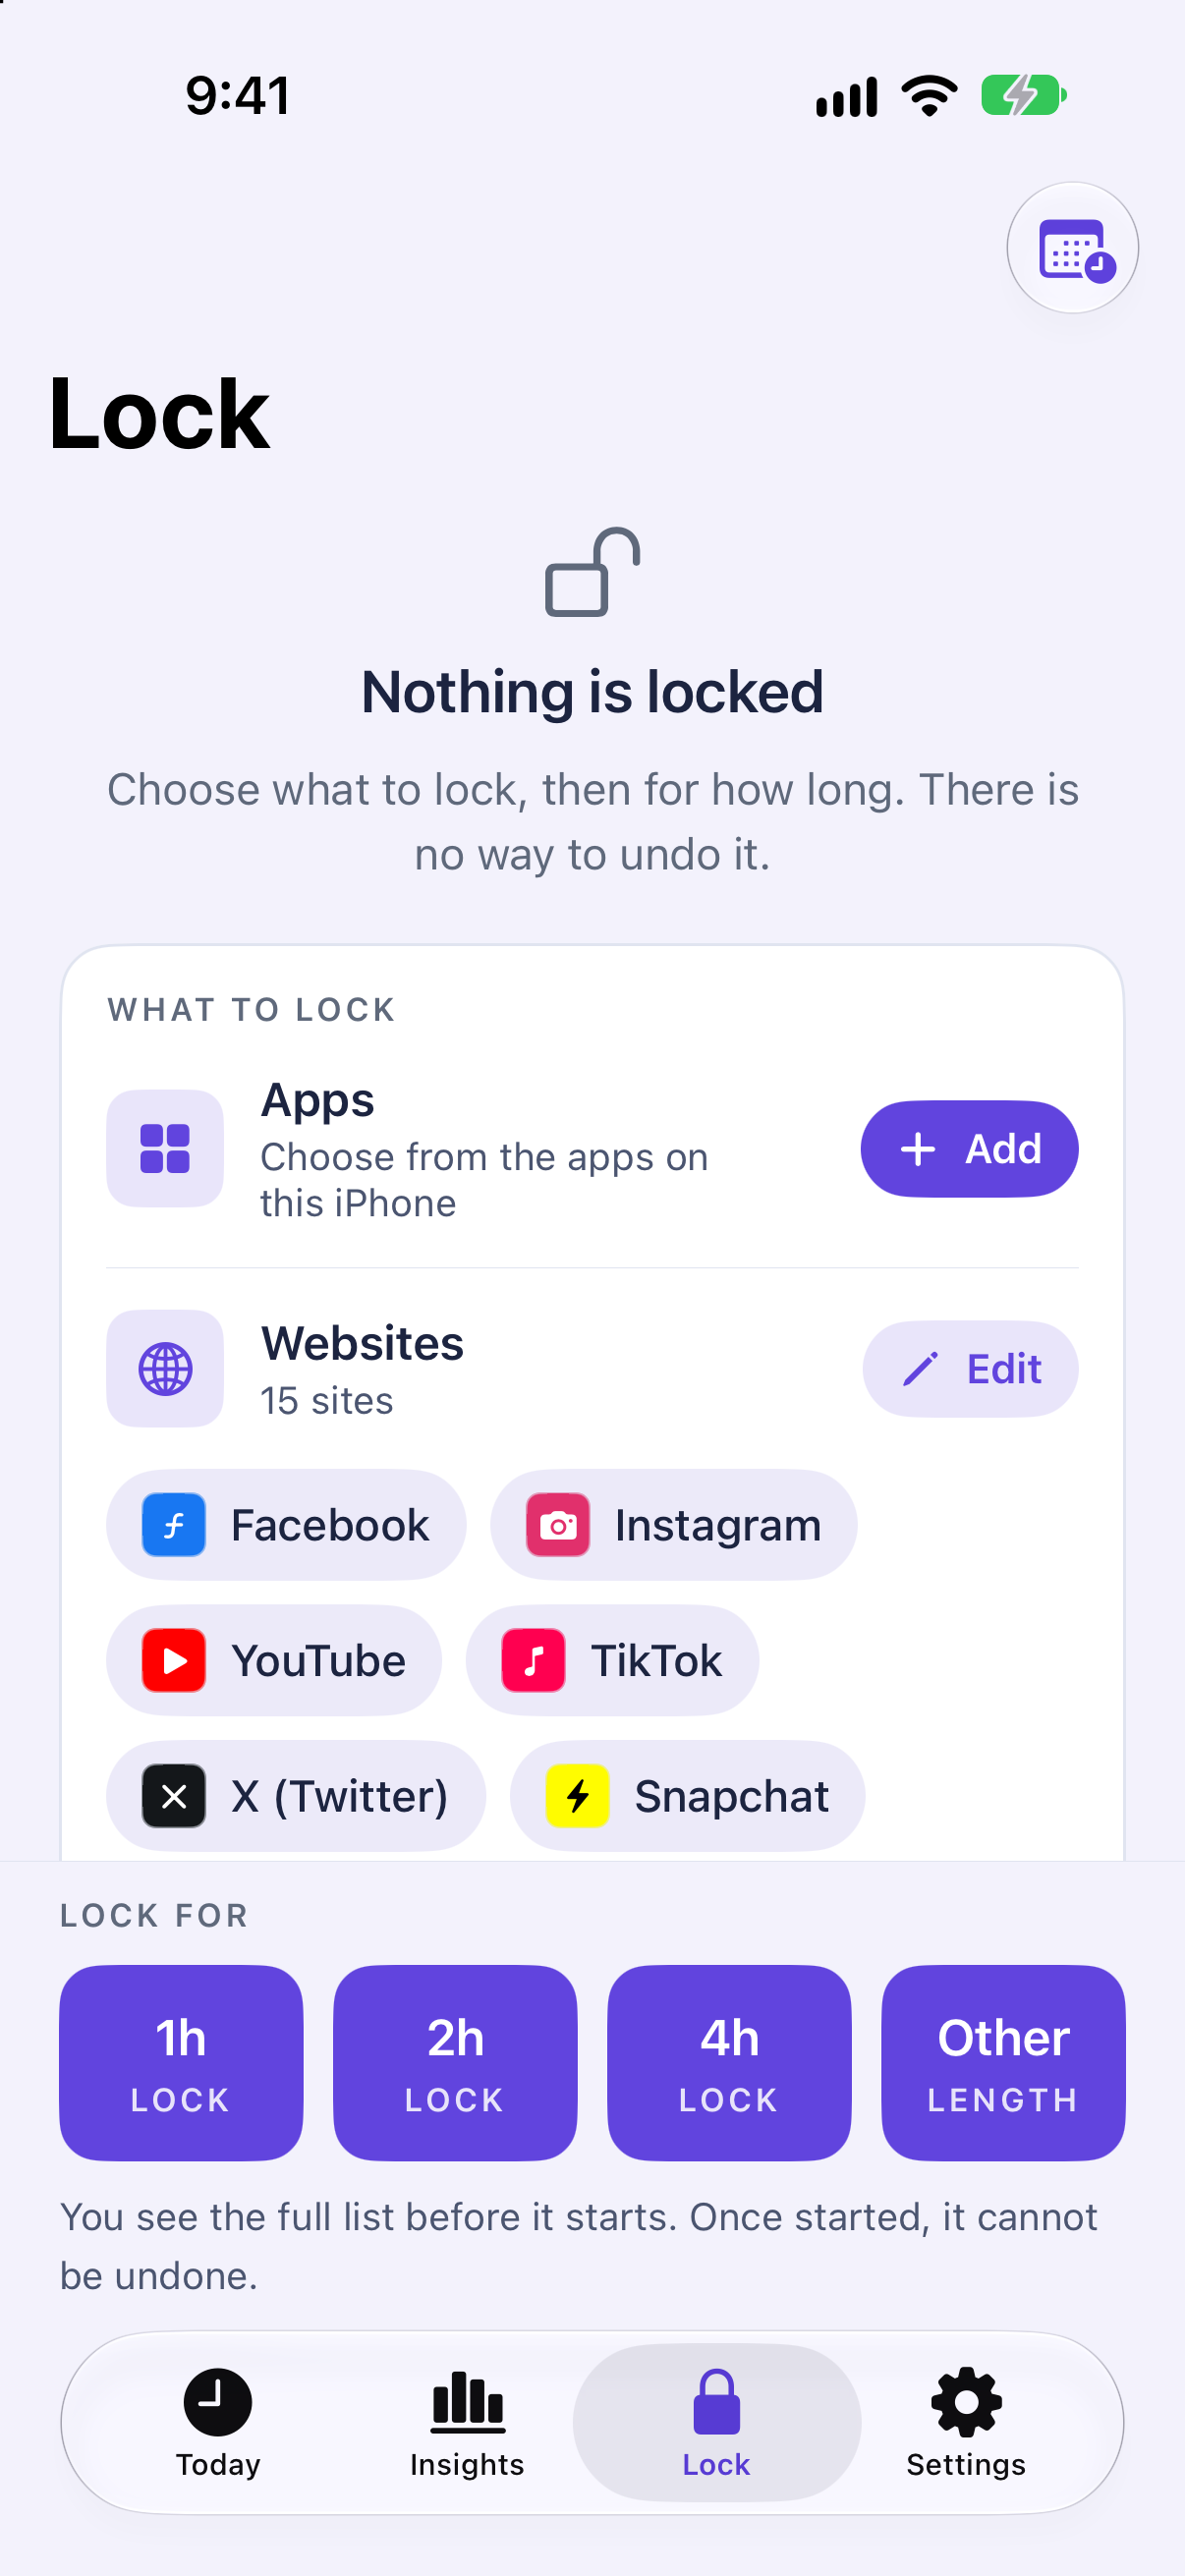 9:41
Lock
Nothing is locked
Choose what to lock, then for how long. There is
no way to undo it.
WHAT TO LOCK
Apps
Choose from the apps on
this iPhone
Add
Websites
15 sites
Edit
Facebook
Instagram
YouTube
TikTok
X (Twitter)
Snapchat
LOCK FOR
1h
LOCK
2h
LOCK
4h
LOCK
Other
LENGTH
You see the full list before it starts. Once started, it cannot
be undone.
Today
Insights
Lock
Settings